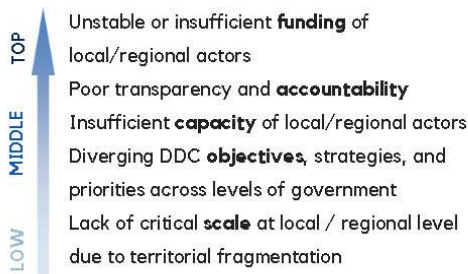 TOP
MIDDLE
LOW
Unstable or insufficient funding of
local/regional actors
Poor transparency and accountability
Insufficient capacity of local/regional actors
Diverging DDC objectives, strategies, and
priorities across levels of government
Lack of critical scale at local / regional level
due to territorial fragmentation